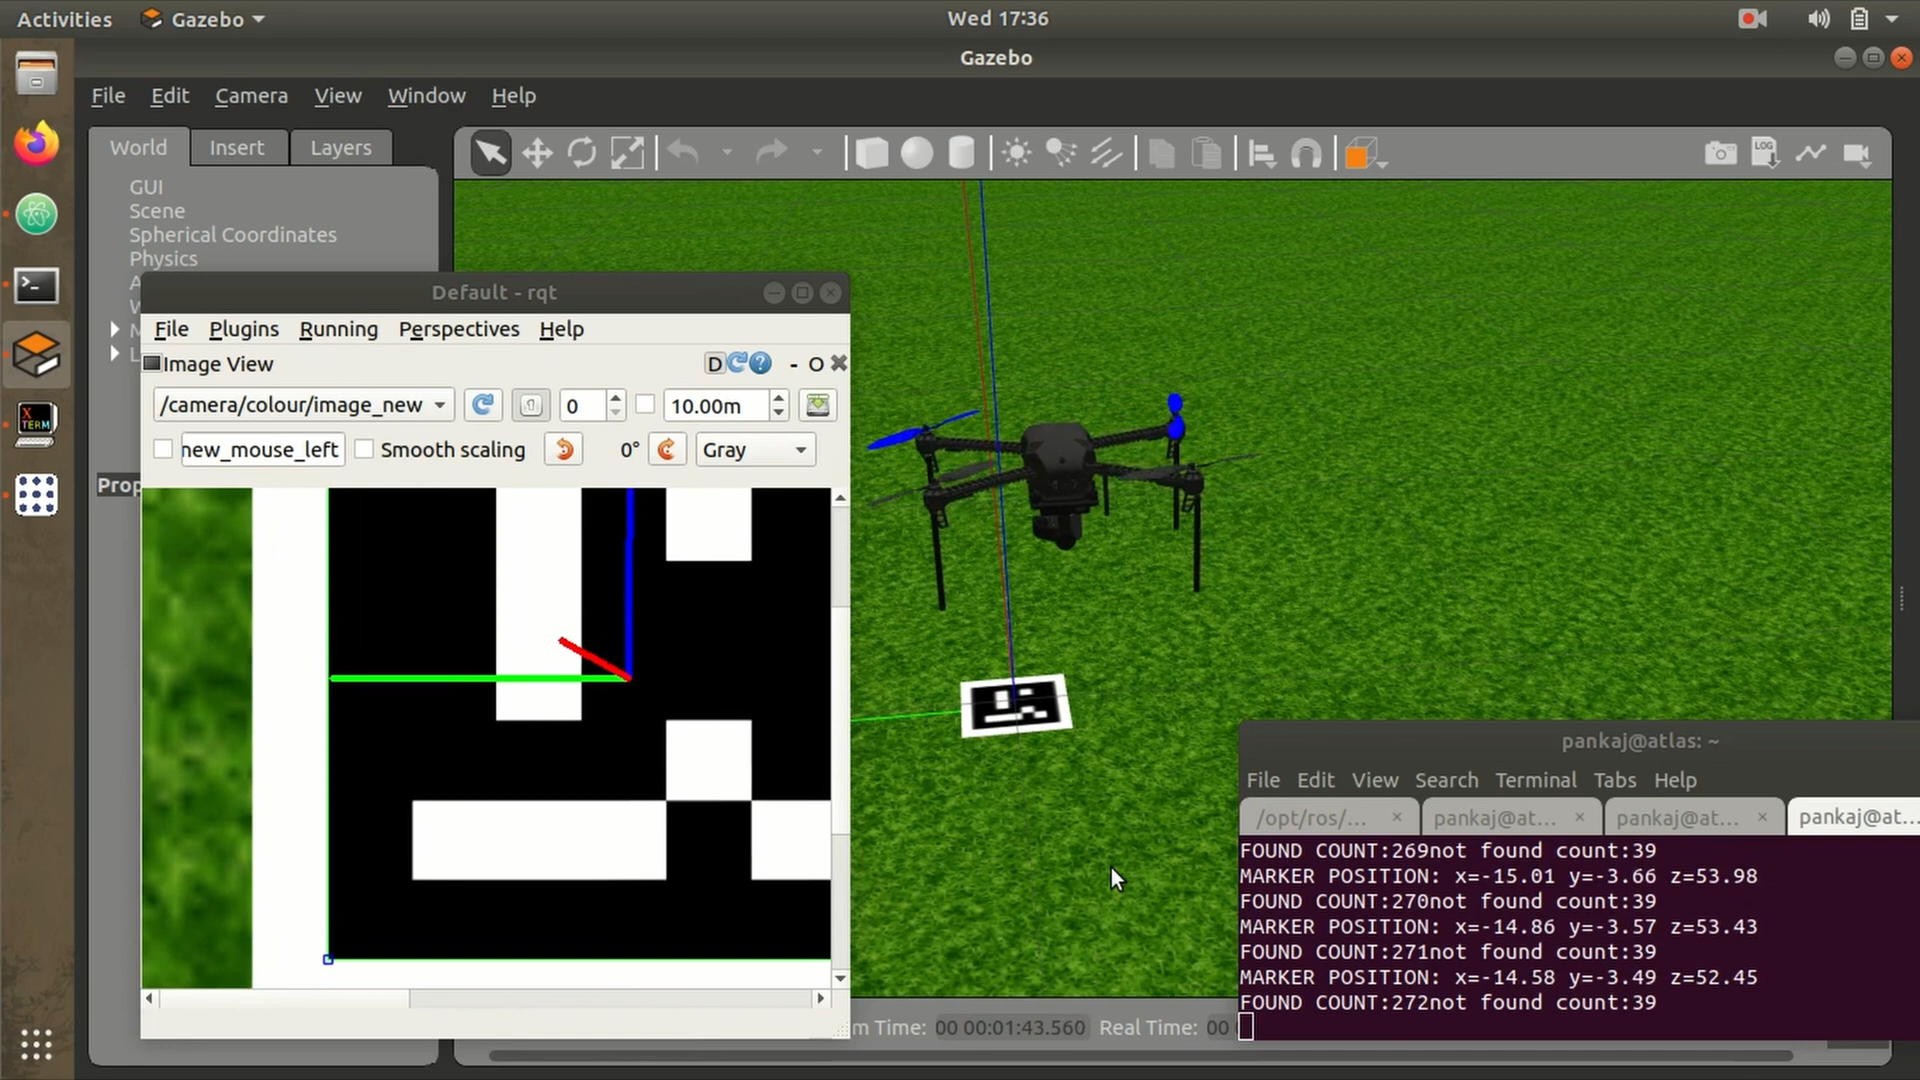 Activities Gazebo Wed 17:36
Gazebo
File Edit Camera View Window Help
World Insert Layers
LOG
GUI
Scene
Spherical Coordinates
Physics
Default - rqt
File Plugins Running Perspectives Help
Image View D - O
/camera/colour/image_new 0 10.00m
new_mouse_left Smooth scaling 0° Gray
X TERM
Prop
pankaj@atlas: ~
File Edit View Search Terminal Tabs Help
/opt/ros/... × pankaj@at... × pankaj@at... × pankaj@at...
FOUND COUNT:269not found count:39
MARKER POSITION: x=-15.01 y=-3.66 z=53.98
FOUND COUNT:270not found count:39
MARKER POSITION: x=-14.86 y=-3.57 z=53.43
FOUND COUNT:271not found count:39
MARKER POSITION: x=-14.58 y=-3.49 z=52.45
FOUND COUNT:272not found count:39
m Time: 00 00:01:43.560 Real Time: 00